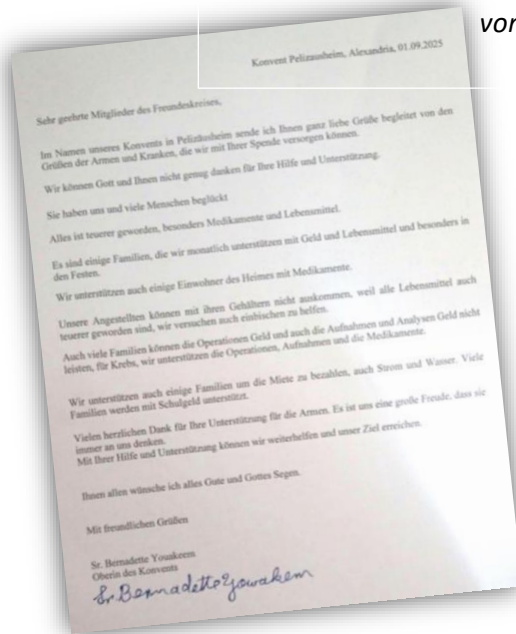 vor
Konvent Pelizausheim, Alexandria, 01.09.2025
Sehr geehrte Mitglieder des Freundeskreises,
Im Namen unseres Konvents in Pelizäusheim sende ich Ihnen ganz liebe Grüße begleitet von den
Grüßen der Armen und Kranken, die wir mit Ihrer Spende versorgen können.
Wir können Gott und Ihnen nicht genug danken für Ihre Hilfe und Unterstützung.
Sie haben uns und viele Menschen beglückt
Alles ist teuerer geworden, besonders Medikamente und Lebensmittel.
Es sind einige Familien, die wir monatlich unterstützen mit Geld und Lebensmittel und besonders in
den Festen.
Wir unterstützen auch einige Einwohner des Heimes mit Medikamente.
Unsere Angestellten können mit ihren Gehältern nicht auskommen, weil alle Lebensmittel auch
teuerer geworden sind, wir versuchen auch einbischen zu helfen.
Auch viele Familien können die Operationen Geld und auch die Aufnahmen und Analysen Geld nicht
leisten, für Krebs, wir unterstützen die Operationen, Aufnahmen und die Medikamente.
Wir unterstützen auch einige Familien um die Miete zu bezahlen, auch Strom und Wasser. Viele
Familien werden mit Schulgeld unterstützt.
Vielen herzlichen Dank für Ihre Unterstützung für die Armen. Es ist uns eine große Freude, dass sie
immer an uns denken.
Mit Ihrer Hilfe und Unterstützung können wir weiterhelfen und unser Ziel erreichen.
Ihnen allen wünsche ich alles Gute und Gottes Segen.
Mit freundlichen Grüßen
Sr. Bernadette Youakeem
Oberin des Konvents
Sr. Bernadette Youakem